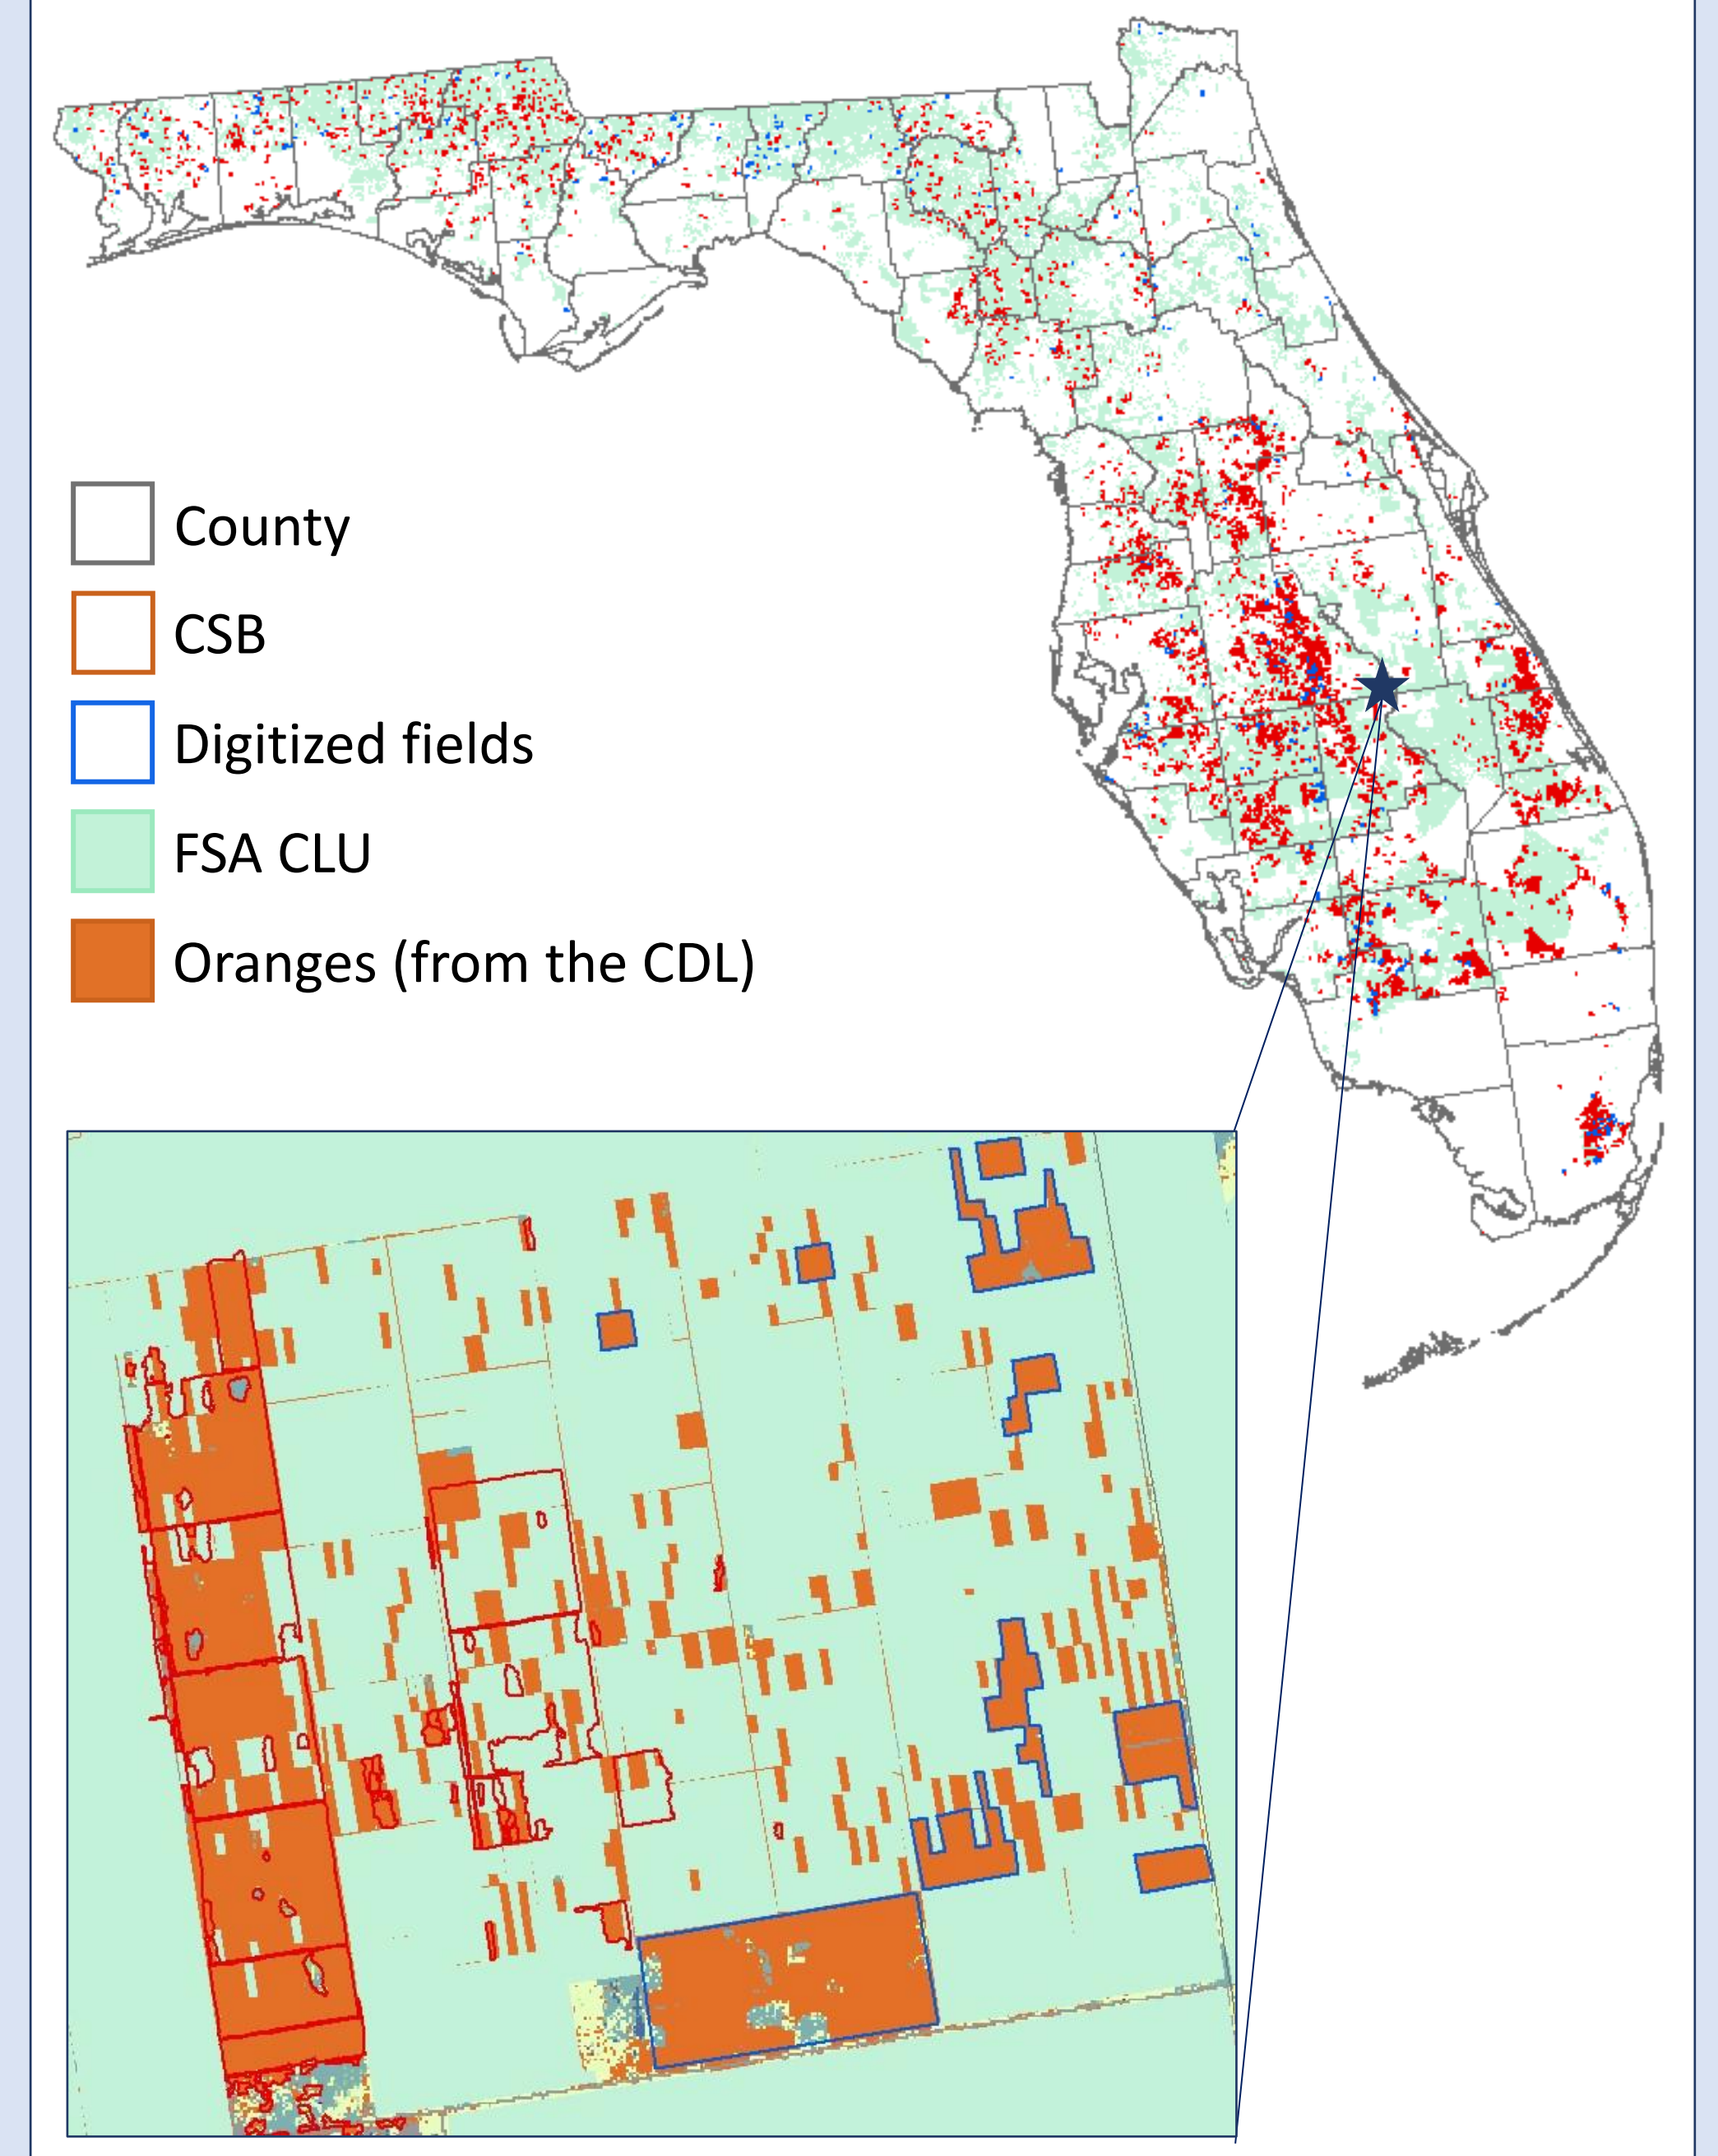 County
CSB
Digitized fields
FSA CLU
Oranges (from the CDL)